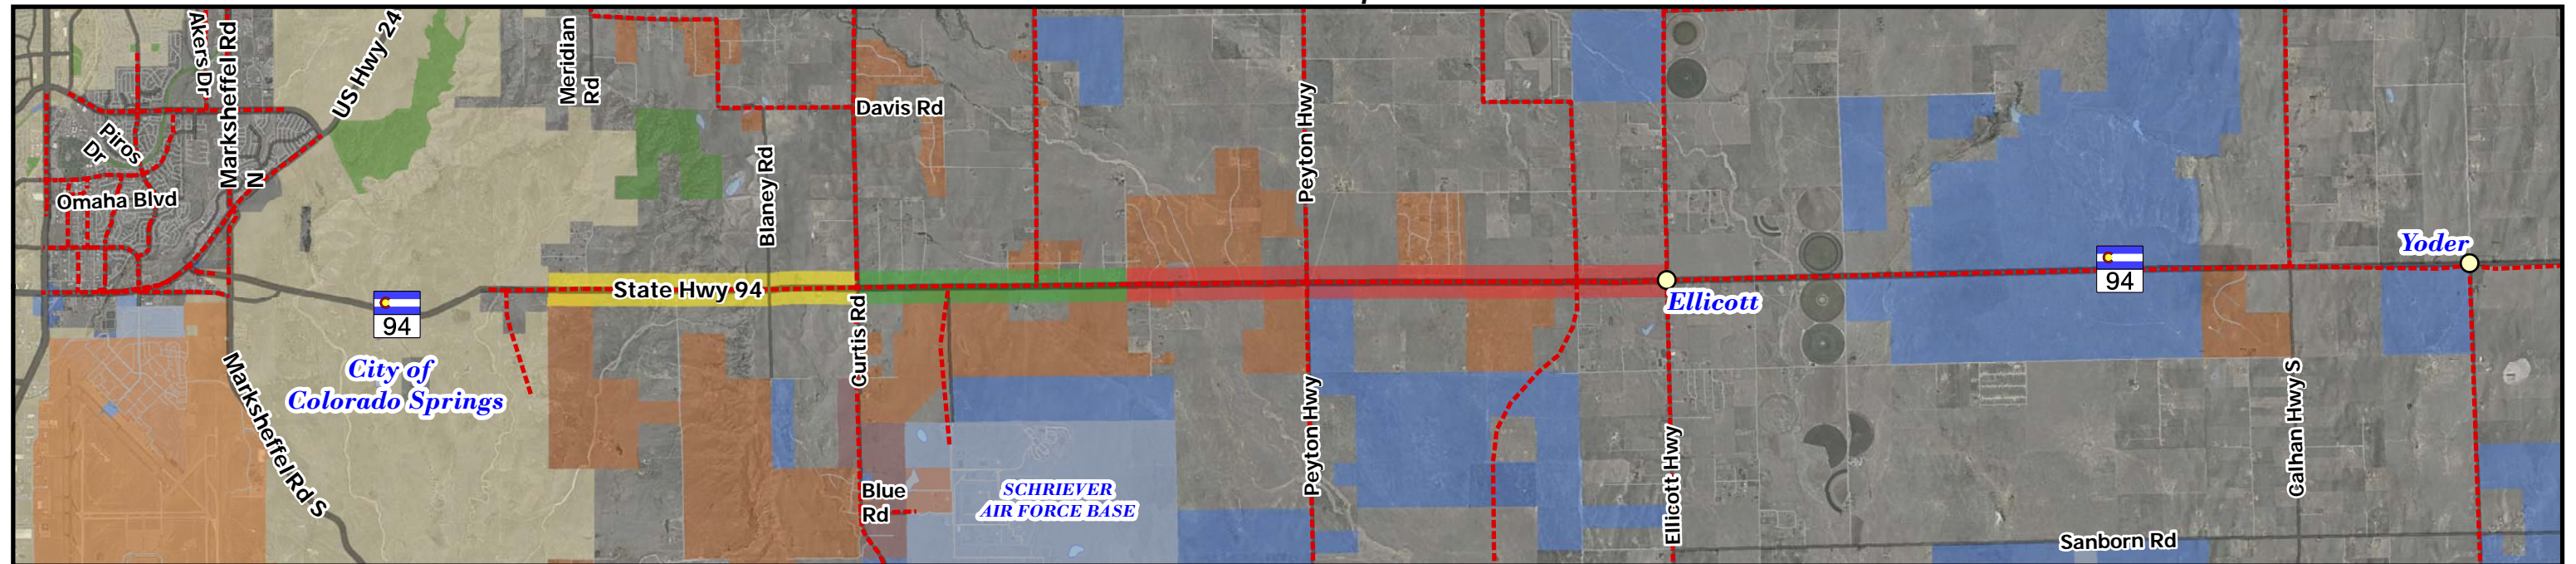 Akers Dr
Marksheffel Rd
N
US Hwy 24
Meridian
Rd
Davis Rd
Piros
Dr
Omaha Blvd
Blaney Rd
Peyton Hwy
State Hwy 94
94
City of
Colorado Springs
Marksheffel Rd S
Curtis Rd
Blue
Rd
SCHRIEVER
AIR FORCE BASE
Peyton Hwy
Ellicott
Ellicott Hwy
94
Yoder
Calhan Hwy S
Sanborn Rd